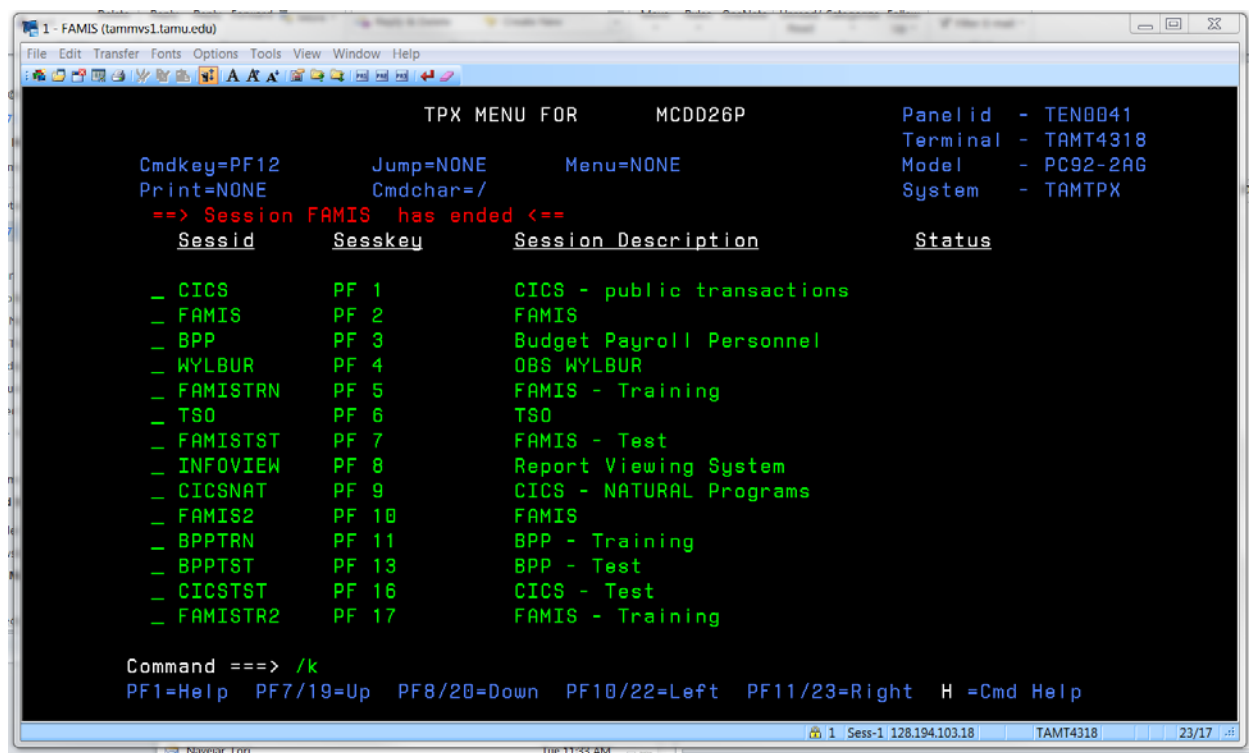 1 - FAMIS (tammvs1.tamu.edu)
File Edit Transfer Fonts Options Tools View Window Help
TPX MENU FOR MCDD26P Panelid - TEN0041
Terminal - TAMT4318
Cmdkey=PF12 Jump=NONE Menu=NONE Model - PC92-2AG
Print=NONE Cmdchar=/ System - TAMTPX
==> Session FAMIS has ended <==
Sessid Sesskey Session Description Status
_ CICS PF 1 CICS - public transactions
_ FAMIS PF 2 FAMIS
_ BPP PF 3 Budget Payroll Personnel
_ WYLBUR PF 4 OBS WYLBUR
_ FAMISTRN PF 5 FAMIS - Training
_ TSO PF 6 TSO
_ FAMISTST PF 7 FAMIS - Test
_ INFOVIEW PF 8 Report Viewing System
_ CICSNAT PF 9 CICS - NATURAL Programs
_ FAMIS2 PF 10 FAMIS
_ BPPTRN PF 11 BPP - Training
_ BPPTST PF 13 BPP - Test
_ CICSTST PF 16 CICS - Test
_ FAMISTR2 PF 17 FAMIS - Training
Command ===> /k
PF1=Help PF7/19=Up PF8/20=Down PF10/22=Left PF11/23=Right H =Cmd Help
1 Sess-1 128.194.103.18 TAMT4318 23/17